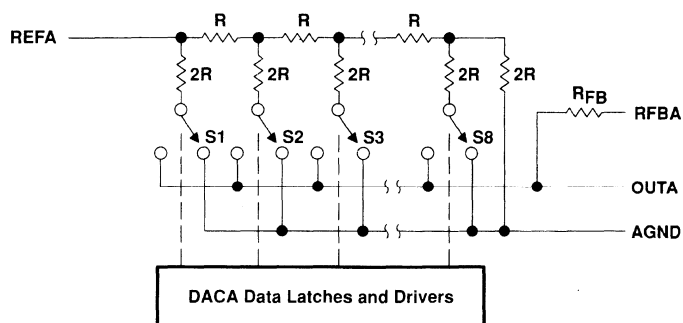 R R R
REFA
2R 2R 2R 2R 2R
RFB RFBA
S1 S2 S3 S8
OUTA
AGND
DACA Data Latches and Drivers